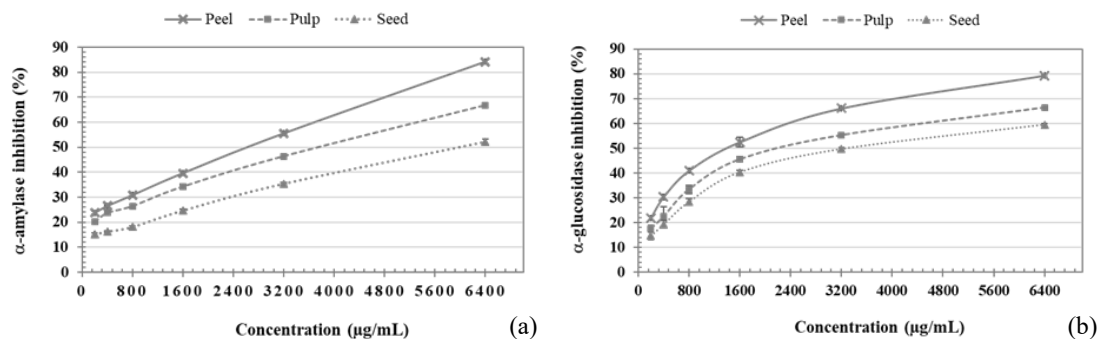 Peel Pulp Seed
α-amylase inhibition (%)
90
80
70
60
50
40
30
20
10
0
0 800 1600 2400 3200 4000 4800 5600 6400
Concentration (µg/mL)
(a)
Peel Pulp Seed
α-glucosidase inhibition (%)
90
80
70
60
50
40
30
20
10
0
0 800 1600 2400 3200 4000 4800 5600 6400
Concentration (µg/mL)
(b)